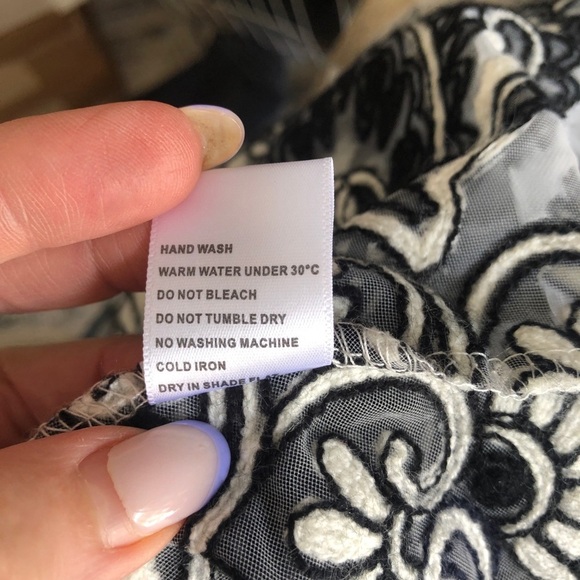 HAND WASH
WARM WATER UNDER 30°C
DO NOT BLEACH
DO NOT TUMBLE DRY
NO WASHING MACHINE
COLD IRON
DRY IN SHADE